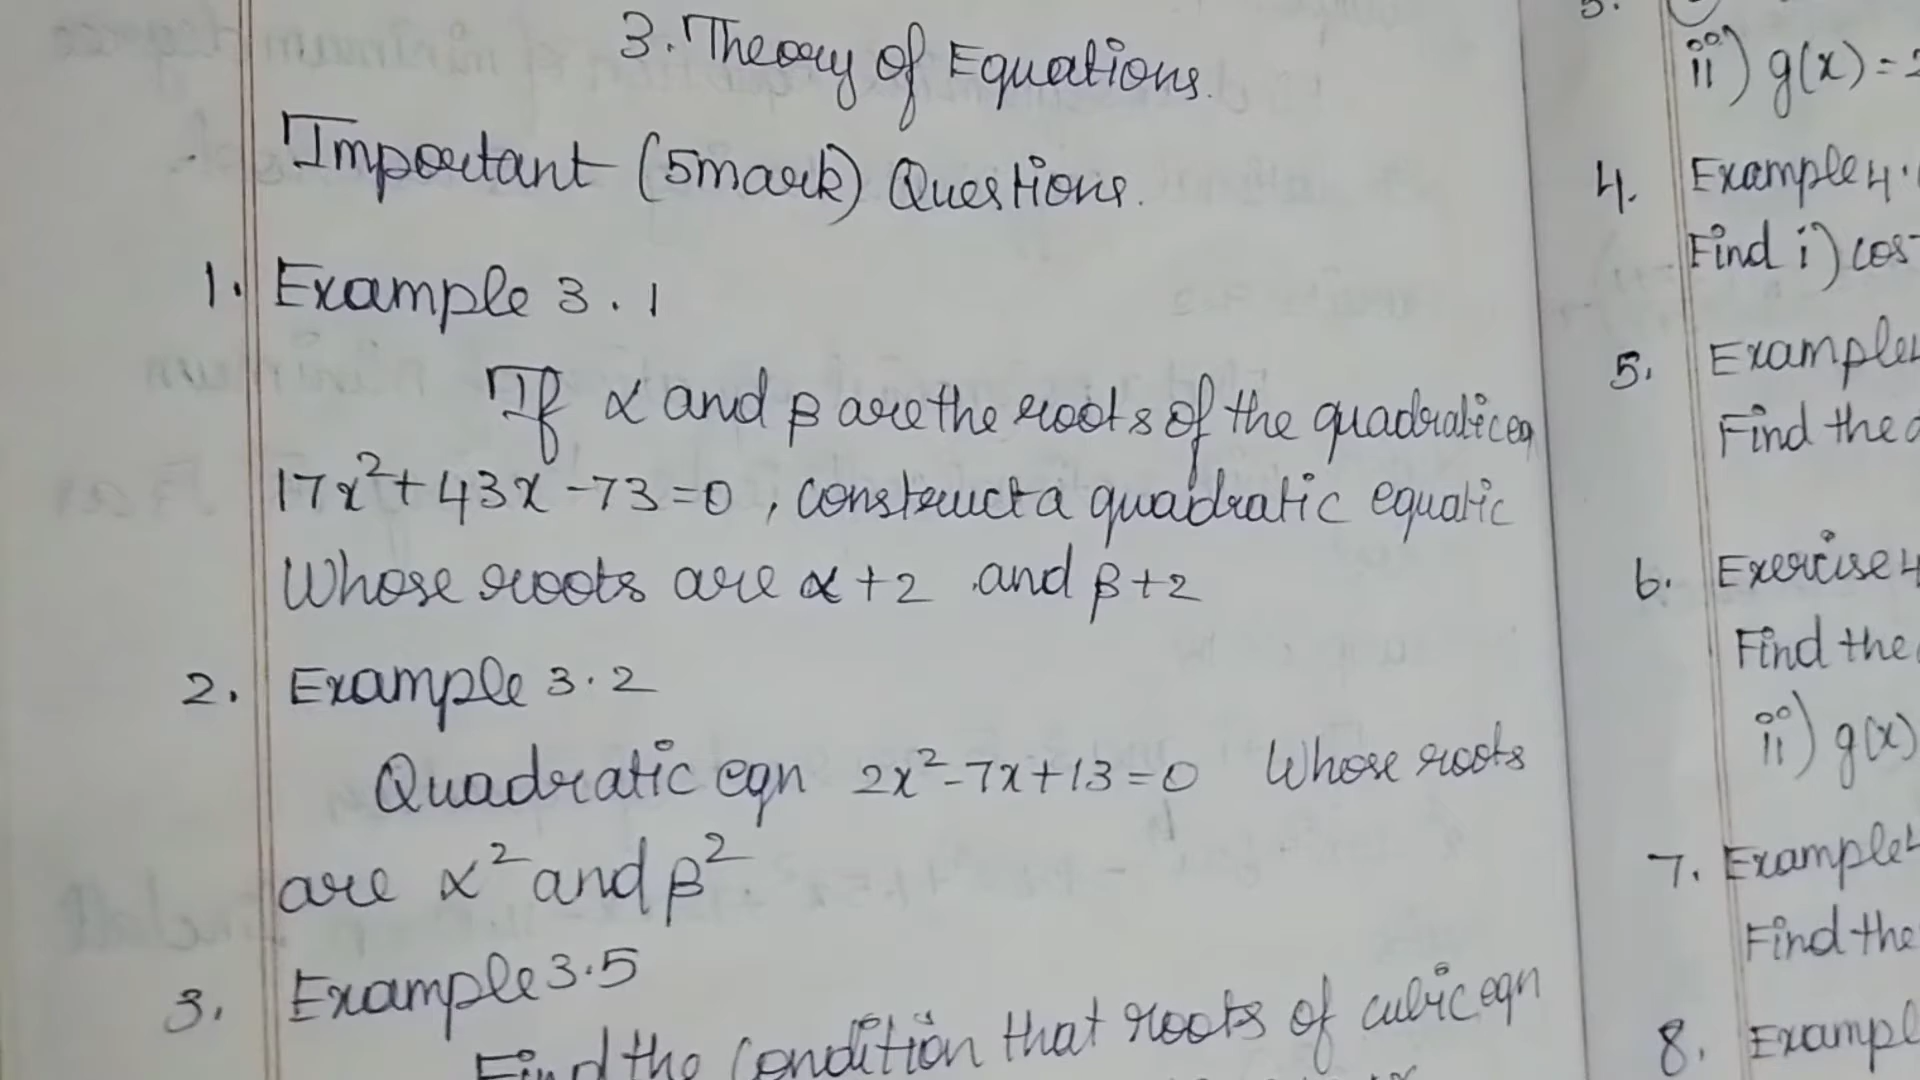 3. Theory of Equations.
Important (5mark) Questions.
1. Example 3.1
If α and β are the roots of the quadratic eq
17x²+43x-73=0, construct a quadratic equatic
Whose roots are α+2 and β+2
2. Example 3.2
Quadratic eqn 2x²-7x+13=0 Whose roots
are α² and β²
3. Example 3.5
Find the condition that roots of cubic eqn
ii) g(x)=
4. Example 4.
Find i) cos
5. Example
Find the
6. Exercise 4
Find the
ii) g(x)
7. Example
Find the
8. Exampl